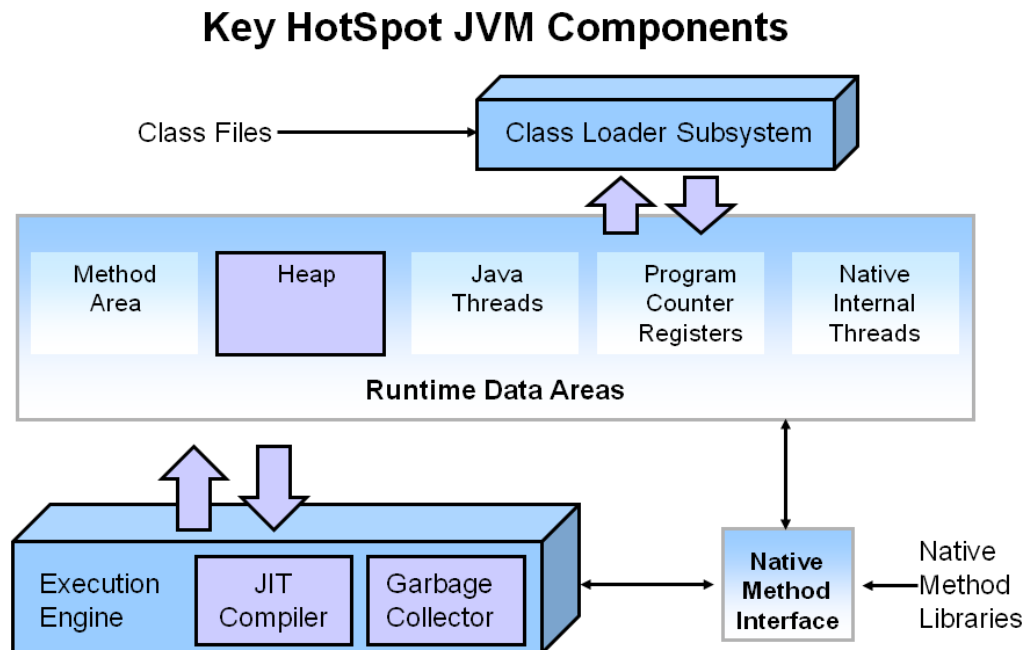 Key HotSpot JVM Components
Class Files
Class Loader Subsystem
Method
Area
Heap
Java
Threads
Program
Counter
Registers
Native
Internal
Threads
Runtime Data Areas
Execution
Engine
JIT
Compiler
Garbage
Collector
Native
Method
Interface
Native
Method
Libraries